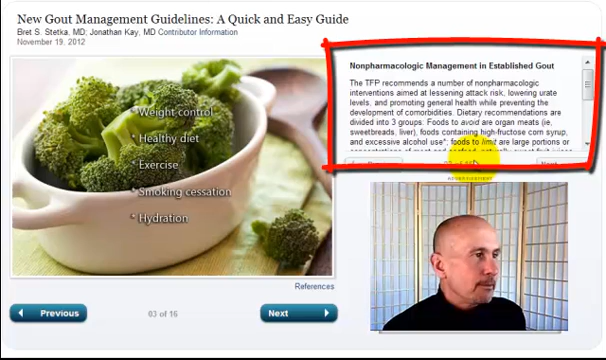 New Gout Management Guidelines: A Quick and Easy Guide
Bret S. Stetka, MD; Jonathan Kay, MD Contributor Information
November 19, 2012
* Weight control
* Healthy diet
* Exercise
* Smoking cessation
* Hydration
References
Previous
03 of 16
Next
Nonpharmacologic Management in Established Gout
The TFP recommends a number of nonpharmacologic
interventions aimed at lessening attack risk, lowering urate
levels, and promoting general health while preventing the
development of comorbidities. Dietary recommendations are
divided into 3 groups: Foods to avoid are organ meats (ie,
sweetbreads, liver), foods containing high-fructose corn syrup,
and excessive alcohol use*; foods to limit are large portions or
03 of 16
ADVERTISEMENT